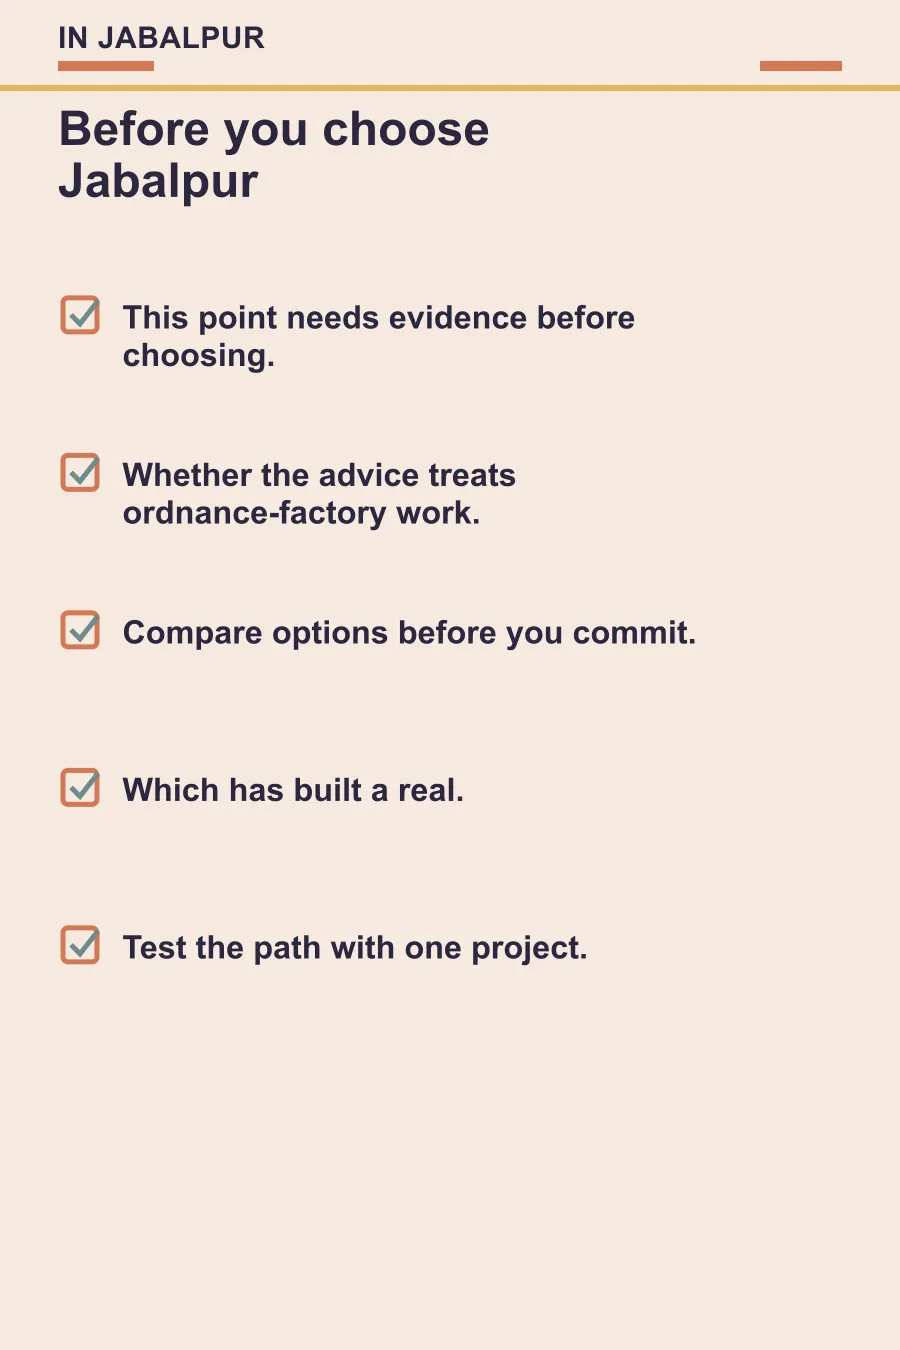 IN JABALPUR
Before you choose
Jabalpur
This point needs evidence before
choosing.
Whether the advice treats
ordnance-factory work.
Compare options before you commit.
Which has built a real.
Test the path with one project.